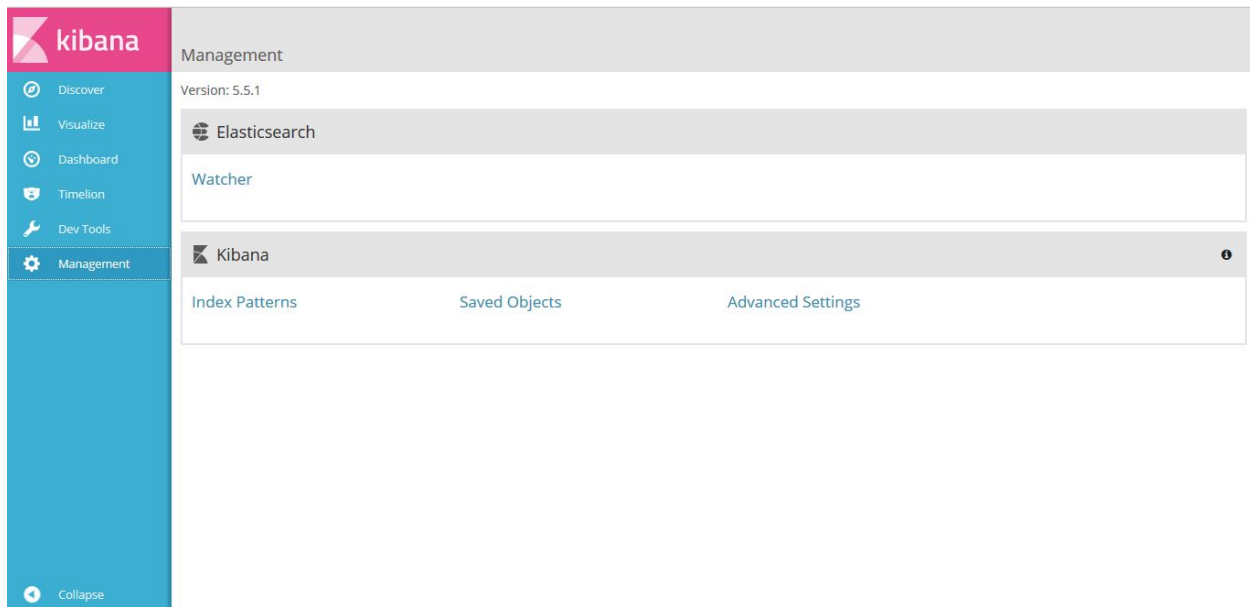 kibana
Discover
Visualize
Dashboard
Timelion
Dev Tools
Management
Collapse
Management
Version: 5.5.1
Elasticsearch
Watcher
Kibana
Index Patterns Saved Objects Advanced Settings